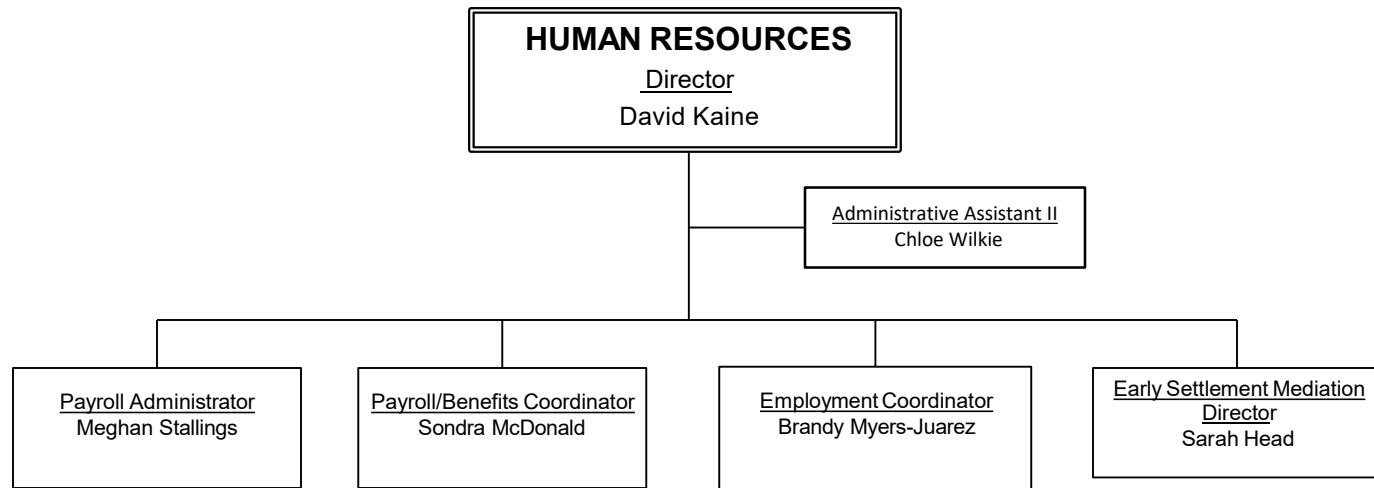 HUMAN RESOURCES
Director
David Kaine
Administrative Assistant II
Chloe Wilkie
Payroll Administrator
Meghan Stallings
Payroll/Benefits Coordinator
Sondra McDonald
Employment Coordinator
Brandy Myers-Juarez
Early Settlement Mediation
Director
Sarah Head